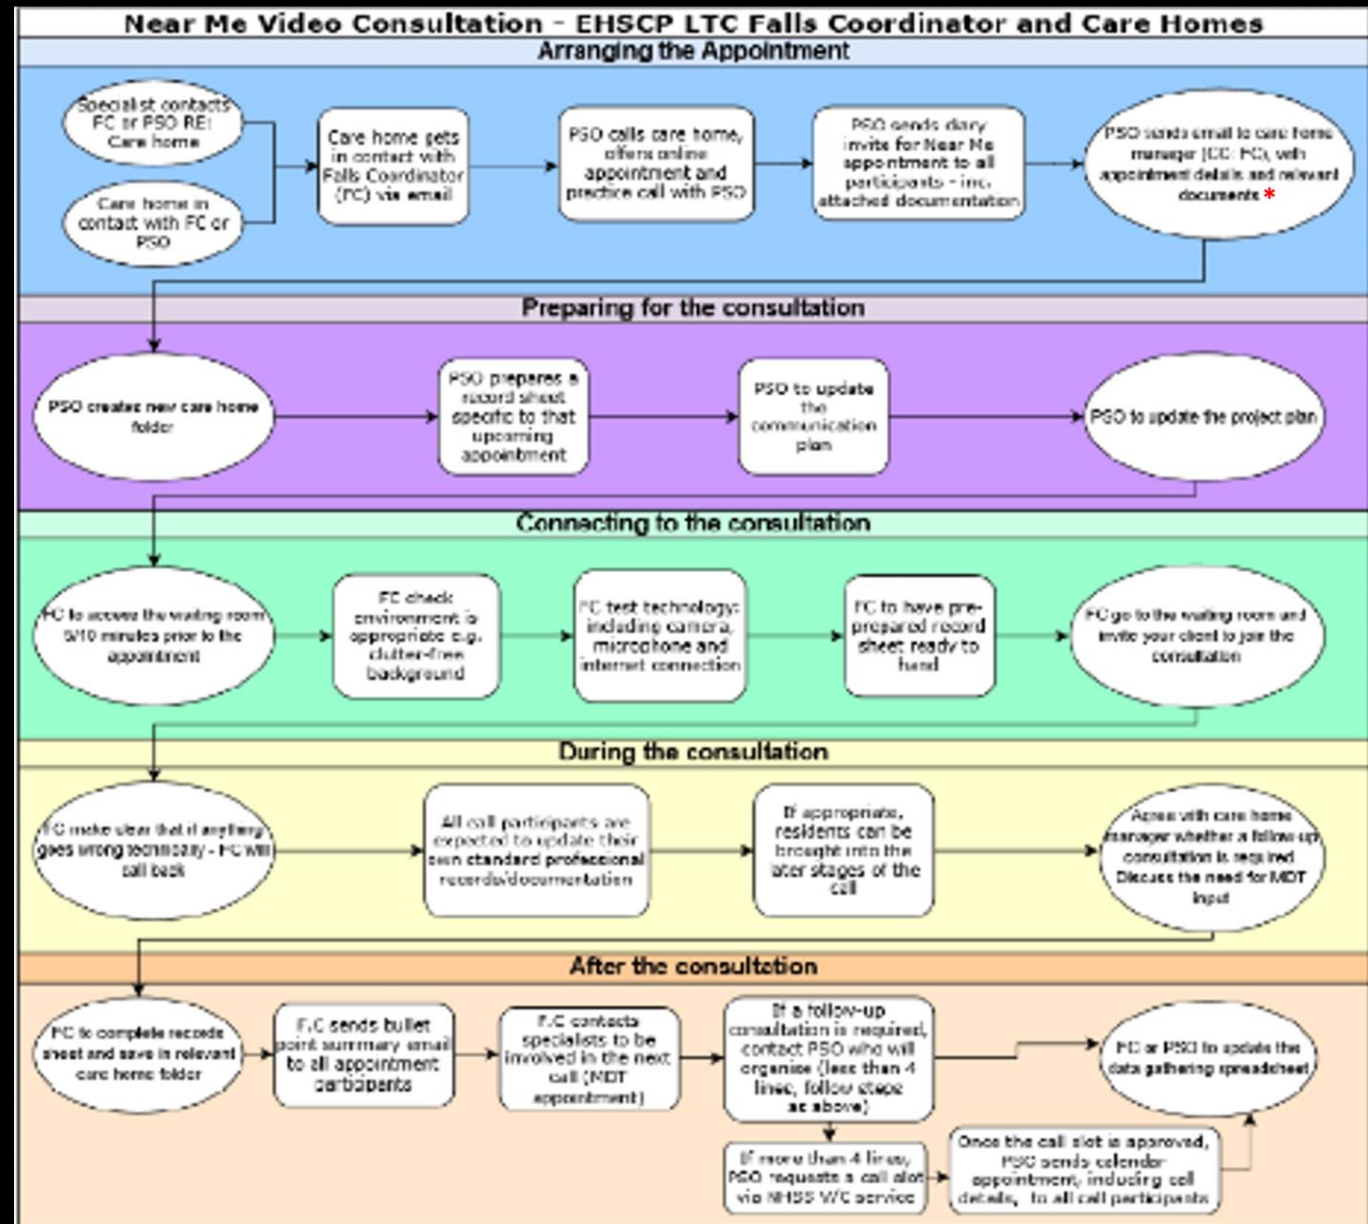 Near Me Video Consultation - EHSCP LTC Falls Coordinator and Care Homes
Arranging the Appointment
Specialist contacts
FC or PSO RE:
Care home
Care home in
contact with FC or
PSO
Care home gets
in contact with
Falls Coordinator
(FC) via email
PSO calls care home,
offers online
appointment and
practice call with PSO
PSO sends diary
invite for Near Me
appointment to all
participants - inc.
attached documentation
PSO sends email to care home
manager (CC: FC), with
appointment details and relevant
documents *
Preparing for the consultation
PSO creates new care home
folder
PSO prepares a
record sheet
specific to that
upcoming
appointment
PSO to update
the
communication
plan
PSO to update the project plan
Connecting to the consultation
FC to access the waiting room
5/10 minutes prior to the
appointment
FC check
environment is
appropriate e.g.
clutter-free
background
FC test technology:
including camera,
microphone and
internet connection
FC to have pre-
prepared record
sheet ready to
hand
FC go to the waiting room and
invite your client to join the
consultation
During the consultation
FC make clear that if anything
goes wrong technically - FC will
call back
All call participants are
expected to update their
own standard professional
records/documentation
If appropriate,
residents can be
brought into the
later stages of the
call
Agree with care home
manager whether a follow-up
consultation is required
Discuss the need for MDT
input
After the consultation
FC to complete records
sheet and save in relevant
care home folder
F.C sends bullet
point summary email
to all appointment
participants
F.C contacts
specialists to be
involved in the next
call (MDT
appointment)
If a follow-up
consultation is required,
contact PSO who will
organise (less than 4
lines, follow steps
as above)
If more than 4 lines,
PSO requests a call slot
via NHSS V/C service
Once the call slot is approved,
PSO sends calendar
appointment, including call
details, to all call participants
FC or PSO to update the
data gathering spreadsheet